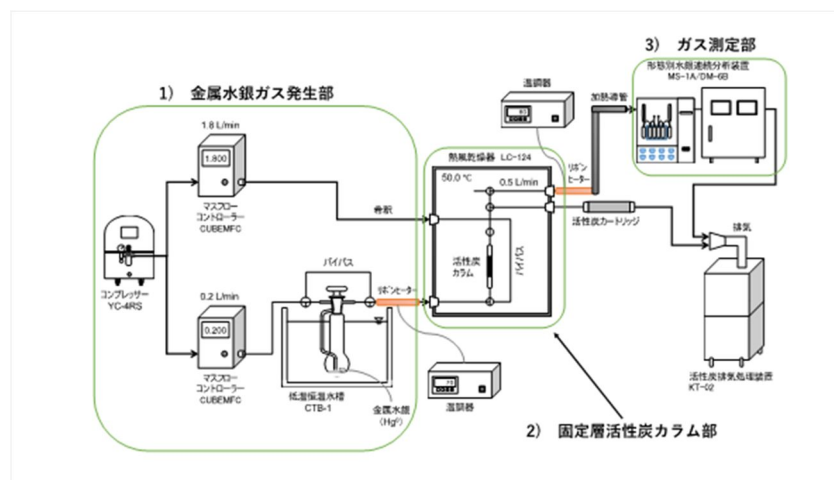 3） ガス測定部
形態別水銀連続分析装置
MS-1A/DM-6B
温調器
加熱導管
1） 金属水銀ガス発生部
1.8 L/min
1.800
マスフロー
コントローラー
CUBEMFC
熱風乾燥器 LC-124
50.0 ℃
0.5 L/min
リボン
ヒーター
希釈
活性炭カートリッジ
排気
活性炭
カラム
バイパス
コンプレッサー
YC-4RS
バイパス
リボンヒーター
0.2 L/min
0.200
マスフロー
コントローラー
CUBEMFC
低温恒温水槽
CTB-1
金属水銀
(Hg⁰)
温調器
活性炭排気処理装置
KT-02
2） 固定層活性炭カラム部